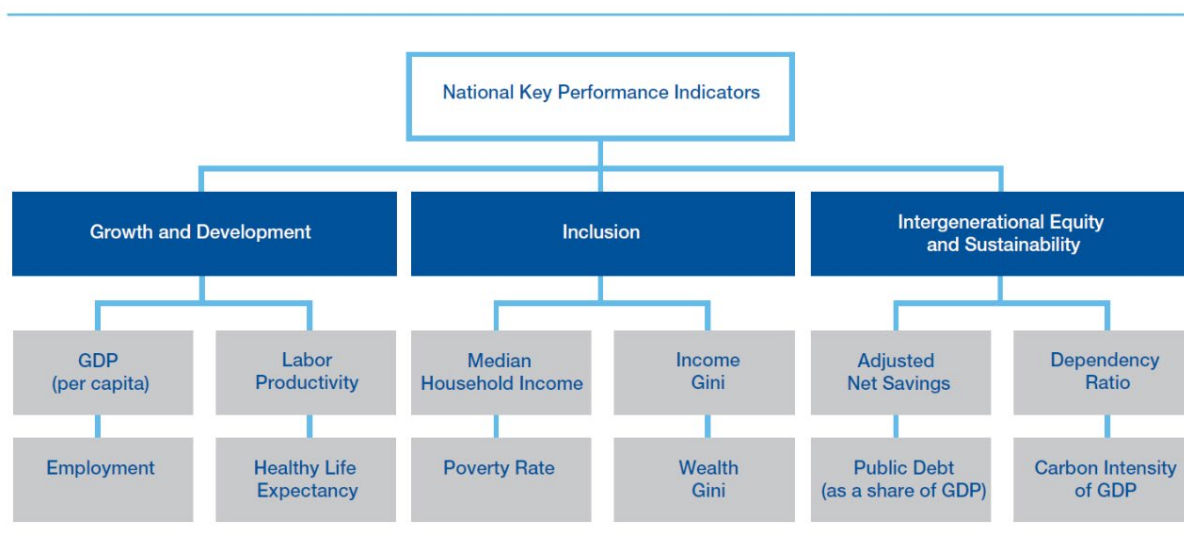 National Key Performance Indicators
Growth and Development
Inclusion
Intergenerational Equity
and Sustainability
GDP
(per capita)
Labor
Productivity
Median
Household Income
Income
Gini
Adjusted
Net Savings
Dependency
Ratio
Employment
Healthy Life
Expectancy
Poverty Rate
Wealth
Gini
Public Debt
(as a share of GDP)
Carbon Intensity
of GDP